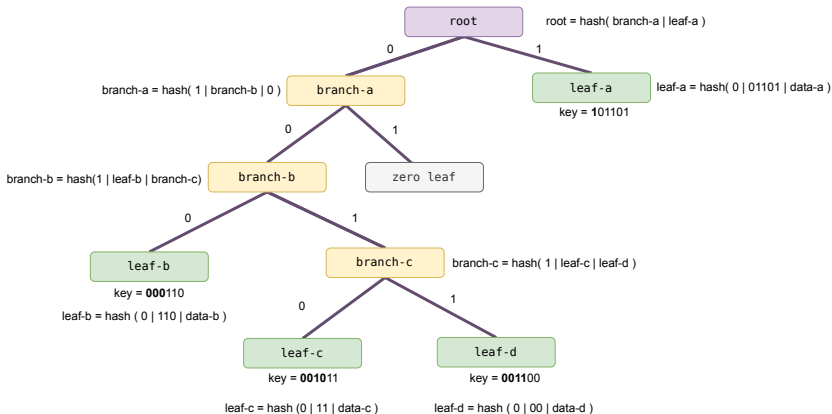 root
root = hash( branch-a | leaf-a )
0
1
branch-a = hash( 1 | branch-b | 0 )
branch-a
leaf-a
leaf-a = hash( 0 | 01101 | data-a )
key = 101101
0
1
branch-b = hash(1 | leaf-b | branch-c)
branch-b
zero leaf
0
1
leaf-b
branch-c
branch-c = hash( 1 | leaf-c | leaf-d )
key = 000110
leaf-b = hash ( 0 | 110 | data-b )
0
1
leaf-c
leaf-d
key = 001011
key = 001100
leaf-c = hash (0 | 11 | data-c )
leaf-d = hash ( 0 | 00 | data-d )